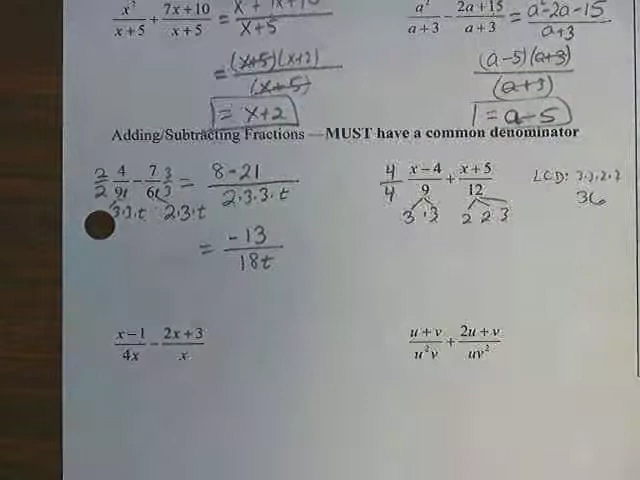 x² / x+5 + 7x+10 / x+5 = x² + 7x+10 / x+5
= (x+5)(x+2) / (x+5)
= x+2
a² / a+3 − 2a+15 / a+3 = a²-2a-15 / a+3
(a-5)(a+3) / (a+3)
= a-5
Adding/Subtracting Fractions — MUST have a common denominator
2/2 4/9t − 7/6t 3/3 = 8-21 / 2·3·3·t
3·3·t 2·3·t
= -13 / 18t
4/4 x−4 / 9 + x+5 / 12
3·3 2 2 3
LCD: 3·3·2·2
36
x−1 / 4x − 2x+3 / x
u+v / u²v + 2u+v / uv²